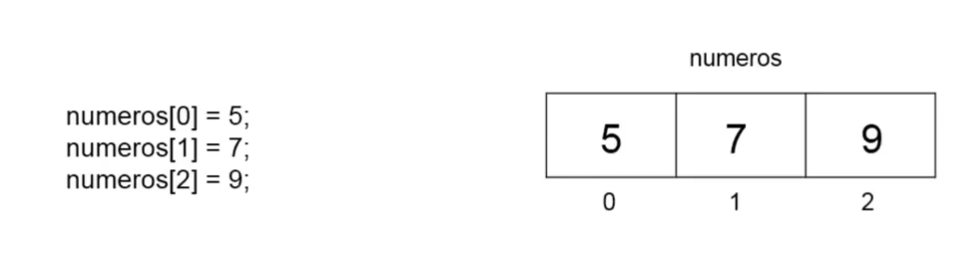 numeros[0] = 5;
numeros[1] = 7;
numeros[2] = 9;
numeros
5 7 9
0 1 2